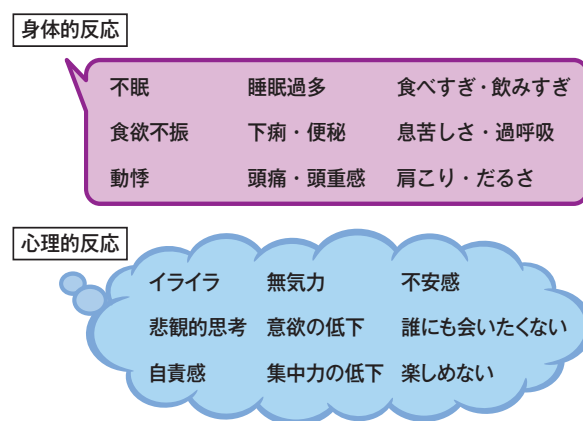 身体的反応
不眠 睡眠過多 食べすぎ・飲みすぎ
食欲不振 下痢・便秘 息苦しさ・過呼吸
動悸 頭痛・頭重感 肩こり・だるさ
心理的反応
イライラ 無気力 不安感
悲観的思考 意欲の低下 誰にも会いたくない
自責感 集中力の低下 楽しめない